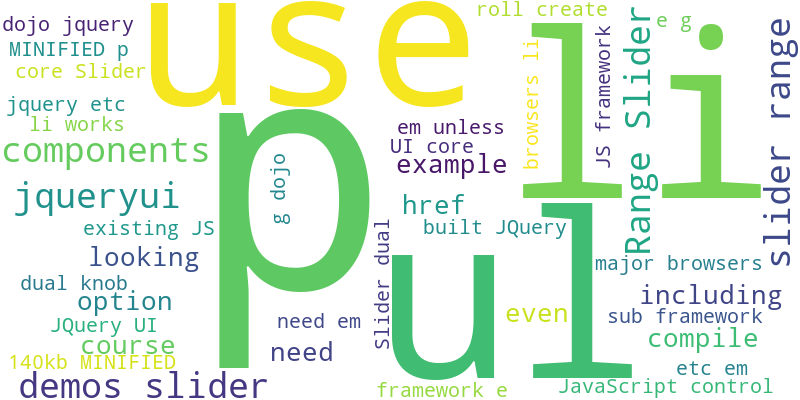 dojo jquery
use
li
roll create
e g
MINIFIED p
core Slider
jquery etc
li works
components
jqueryui
existing JS
looking
dual knob
option
JQuery UI
course
140kb MINIFIED
demos slider
p
g dojo
need em
need
Slider dual
em unless
UI core
example
href
built JQuery
ul
even
framework e
browsers li
JS framework
Range Slider
slider range
major browsers
including
sub framework
compile
etc em
JavaScript control